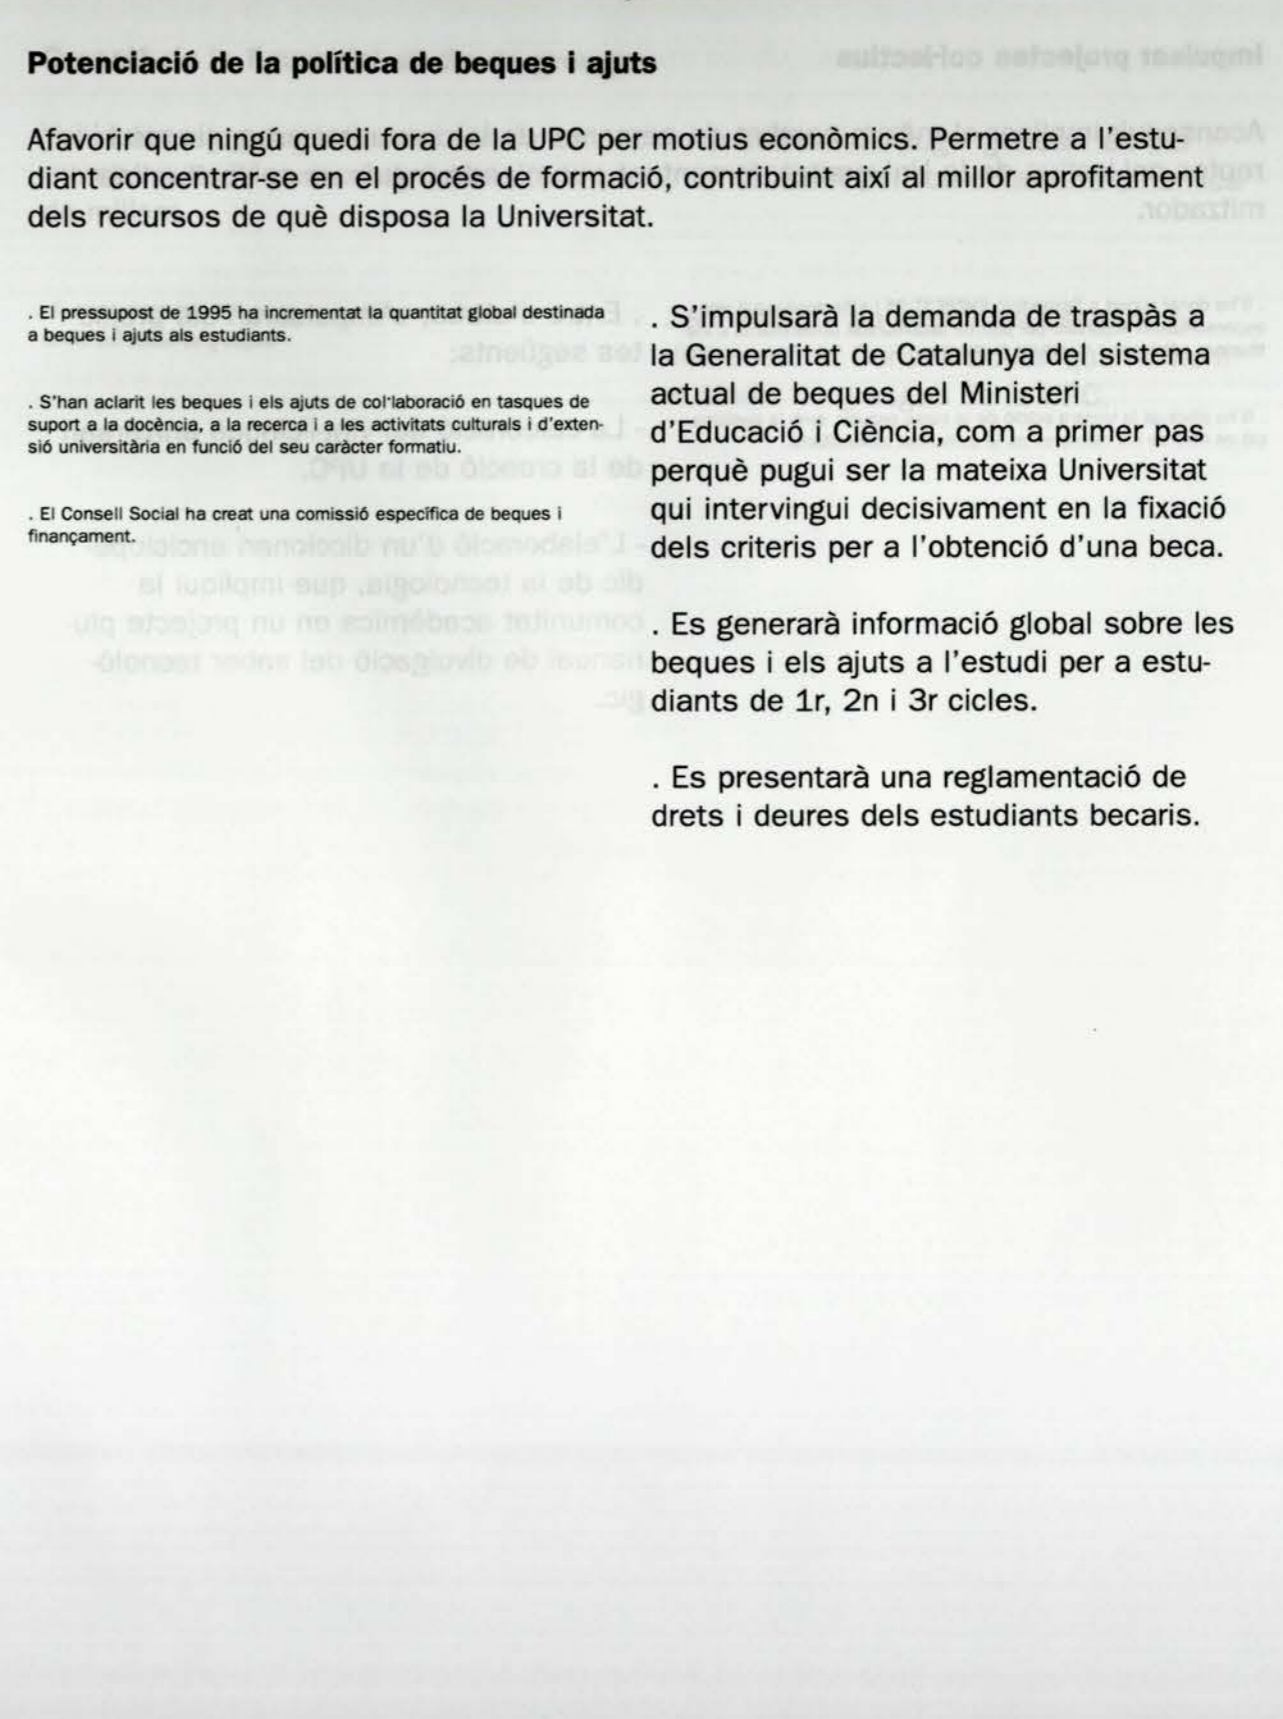 Potenciació de la política de beques i ajuts
Afavorir que ningú quedi fora de la UPC per motius econòmics. Permetre a l'estu-
diant concentrar-se en el procés de formació, contribuint així al millor aprofitament
dels recursos de què disposa la Universitat.
. El pressupost de 1995 ha incrementat la quantitat global destinada
a beques i ajuts als estudiants.
. S'han aclarit les beques i els ajuts de col·laboració en tasques de
suport a la docència, a la recerca i a les activitats culturals i d'exten-
sió universitària en funció del seu caràcter formatiu.
. El Consell Social ha creat una comissió específica de beques i
finançament.
. S'impulsarà la demanda de traspàs a
la Generalitat de Catalunya del sistema
actual de beques del Ministeri
d'Educació i Ciència, com a primer pas
perquè pugui ser la mateixa Universitat
qui intervingui decisivament en la fixació
dels criteris per a l'obtenció d'una beca.
. Es generarà informació global sobre les
beques i els ajuts a l'estudi per a estu-
diants de 1r, 2n i 3r cicles.
. Es presentarà una reglamentació de
drets i deures dels estudiants becaris.